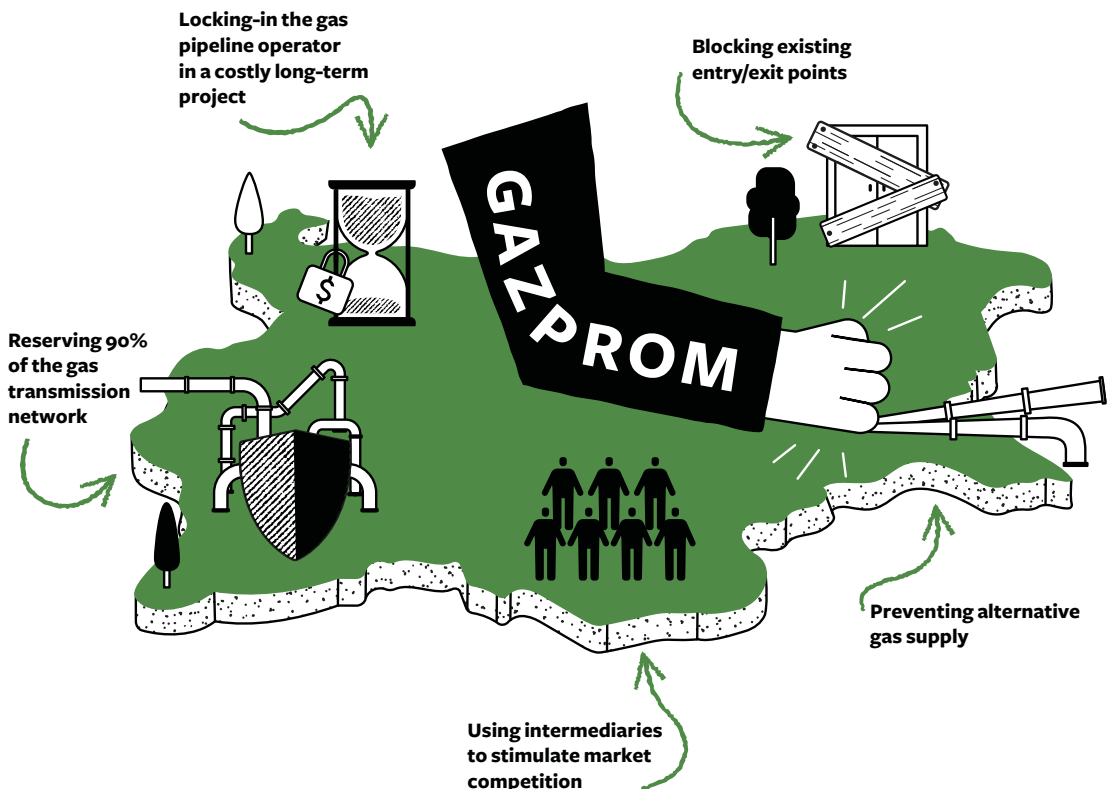 Locking-in the gas
pipeline operator
in a costly long-term
project
Blocking existing
entry/exit points
GAZPROM
$
Reserving 90%
of the gas
transmission
network
Preventing alternative
gas supply
Using intermediaries
to stimulate market
competition